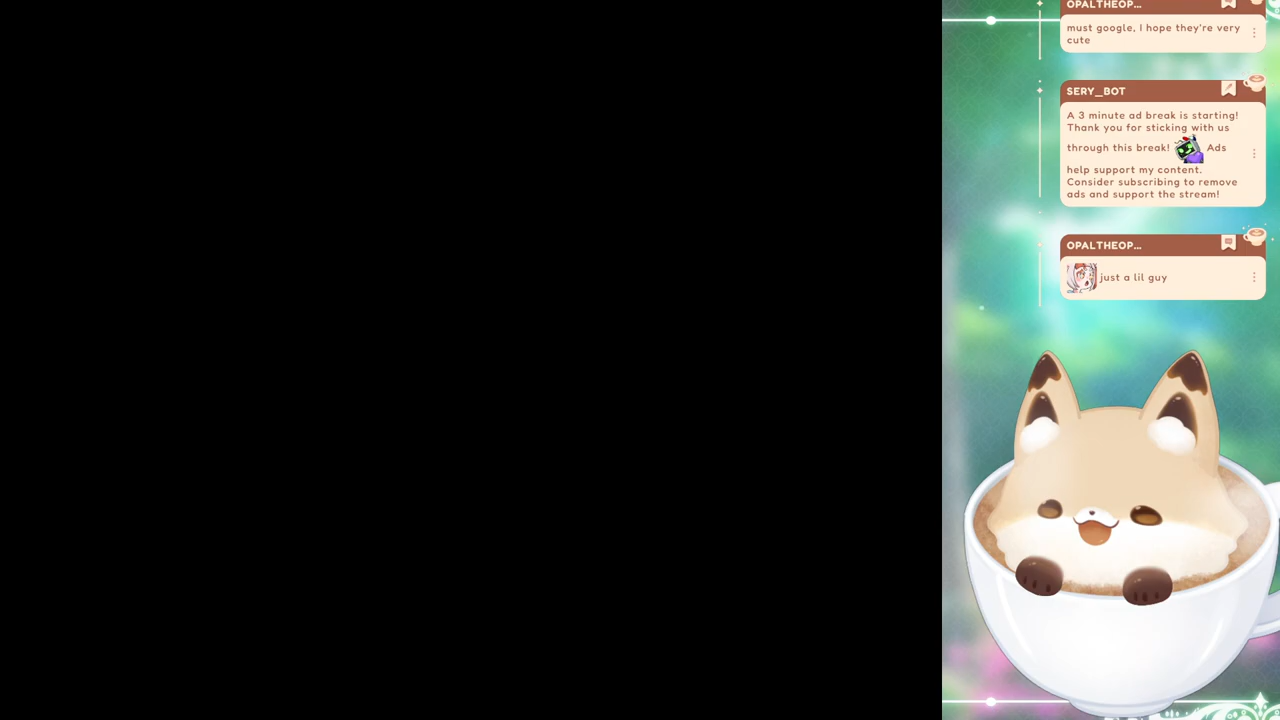 OPALTHEOP...
must google, I hope they're very
cute
SERY_BOT
A 3 minute ad break is starting!
Thank you for sticking with us
through this break! Ads
help support my content.
Consider subscribing to remove
ads and support the stream!
OPALTHEOP...
just a lil guy